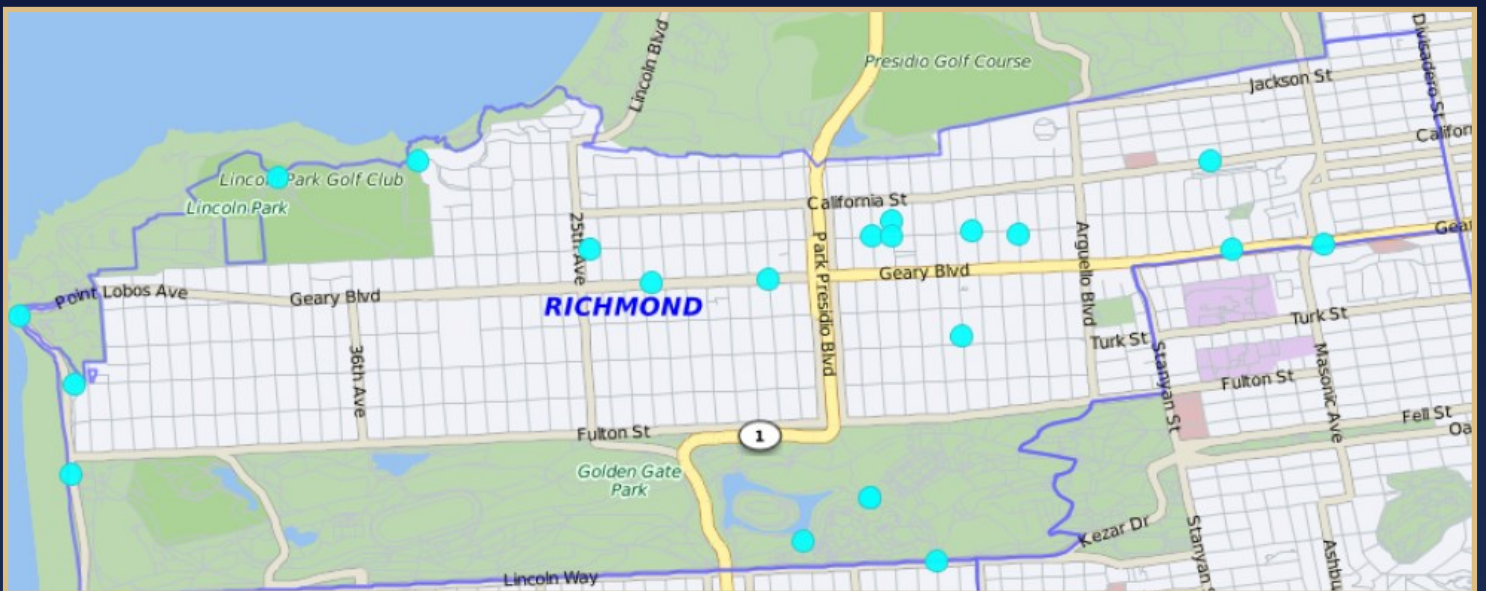 Lincoln Blvd
Presidio Golf Course
Divisadero St
Jackson St
Lincoln Park Golf Club
Lincoln Park
California St
25th Ave
Park Presidio Blvd
Arguello Blvd
Geary Blvd
Point Lobos Ave
Geary Blvd
RICHMOND
36th Ave
Turk St
Turk St
Stanyan St
Masonic Ave
Fulton St
Fell St
Fulton St
1
Golden Gate
Park
Kezar Dr
Stanyan S
Ashbu
Lincoln Way
Califor
Gear
Oa